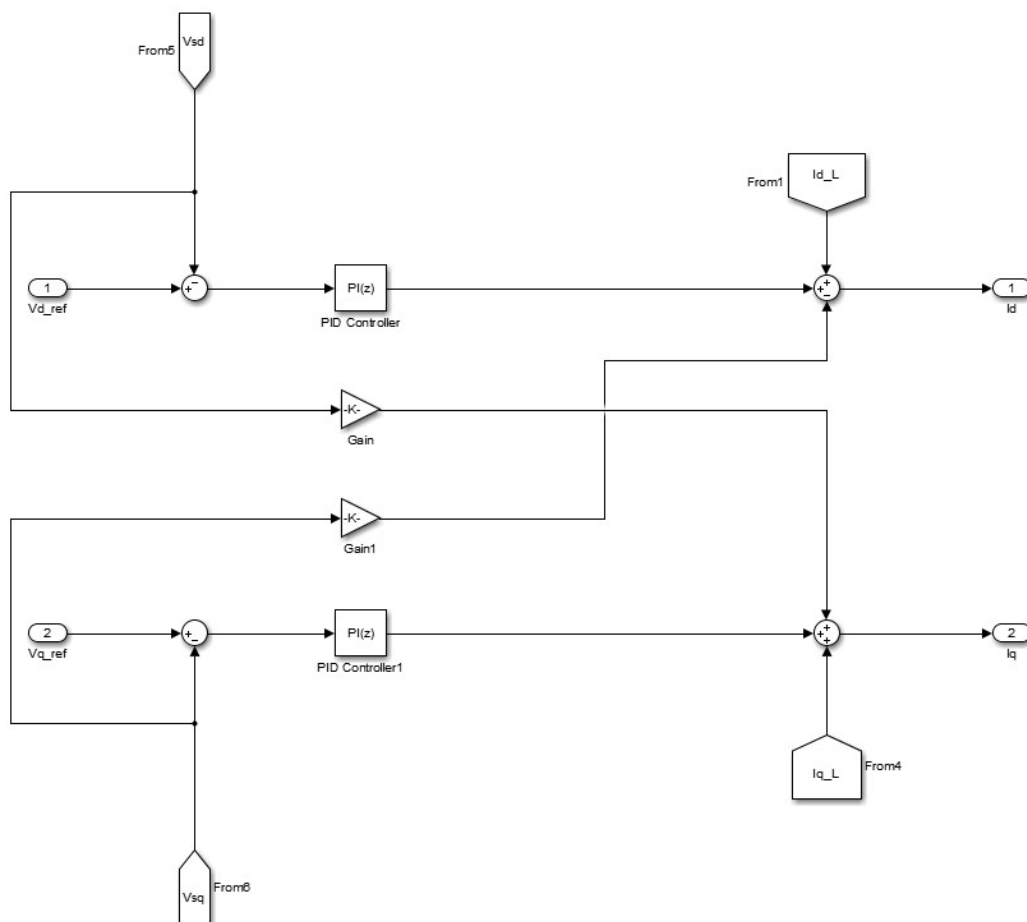 Vsd
From5
Id_L
From1
1
Vd_ref
+
−
PI(z)
PID Controller
+
+
−
1
Id
-K-
Gain
-K-
Gain1
2
Vq_ref
+
−
PI(z)
PID Controller1
+
+
+
2
Iq
Iq_L
From4
Vsq
From6